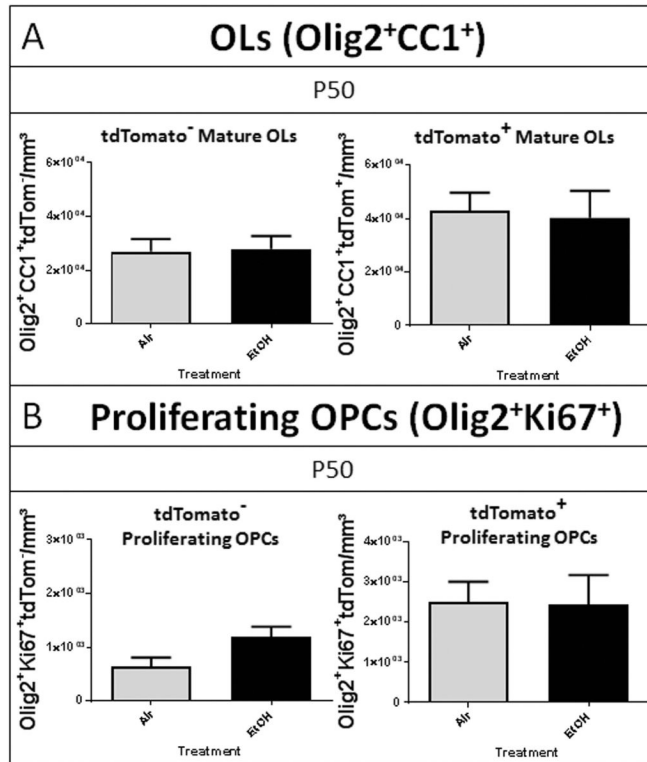 A
OLs (Olig2⁺CC1⁺)
P50
tdTomato⁻ Mature OLs
Olig2⁺CC1⁺tdTom⁻/mm³
6×10⁰⁴
4×10⁰⁴
2×10⁰⁴
0
Air
EtOH
Treatment
tdTomato⁺ Mature OLs
Olig2⁺CC1⁺tdTom⁺/mm³
6×10⁰⁴
4×10⁰⁴
2×10⁰⁴
0
Air
EtOH
Treatment
B
Proliferating OPCs (Olig2⁺Ki67⁺)
P50
tdTomato⁻
Proliferating OPCs
Olig2⁺Ki67⁺tdTom⁻/mm³
3×10⁰³
2×10⁰³
1×10⁰³
0
Air
EtOH
Treatment
tdTomato⁺
Proliferating OPCs
Olig2⁺Ki67⁺tdTom/mm³
4×10⁰³
3×10⁰³
2×10⁰³
1×10⁰³
0
Air
EtOH
Treatment